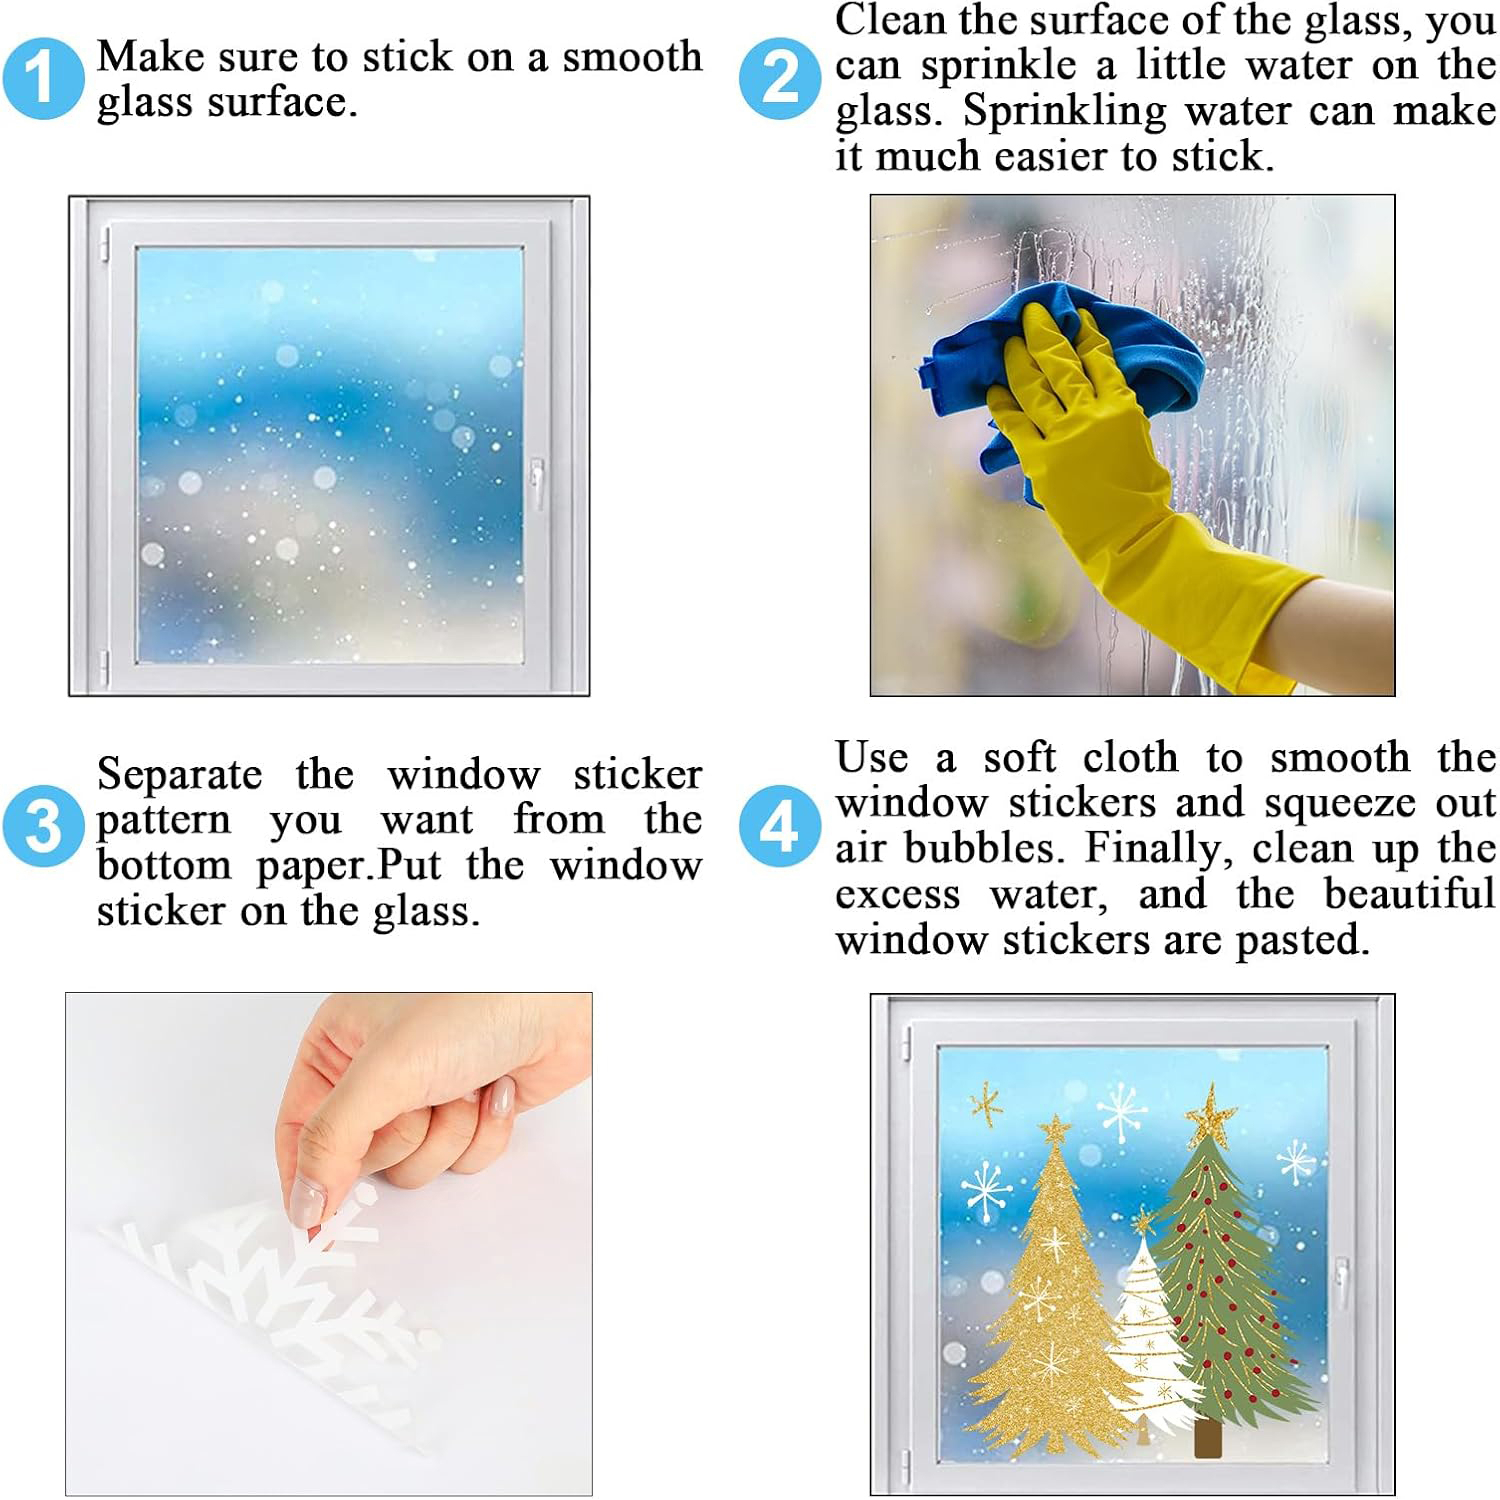 1
Make sure to stick on a smooth
glass surface.
2
Clean the surface of the glass, you
can sprinkle a little water on the
glass. Sprinkling water can make
it much easier to stick.
3
Separate the window sticker
pattern you want from the
bottom paper.Put the window
sticker on the glass.
4
Use a soft cloth to smooth the
window stickers and squeeze out
air bubbles. Finally, clean up the
excess water, and the beautiful
window stickers are pasted.